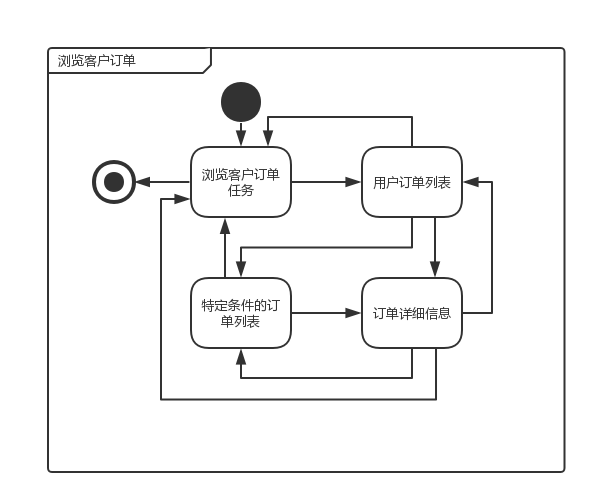 浏览客户订单
浏览客户订单
任务
用户订单列表
特定条件的订
单列表
订单详细信息